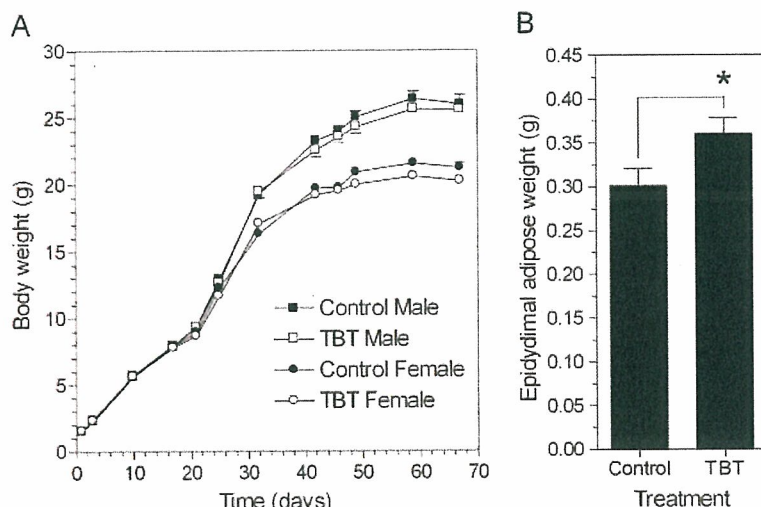 A
Body weight (g)
30
25
20
15
10
5
0
0 10 20 30 40 50 60 70
Time (days)
Control Male
TBT Male
Control Female
TBT Female
B
Epidydimal adipose weight (g)
0.45
0.40
0.35
0.30
0.25
0.20
0.15
0.10
0.05
0.00
*
Control TBT
Treatment